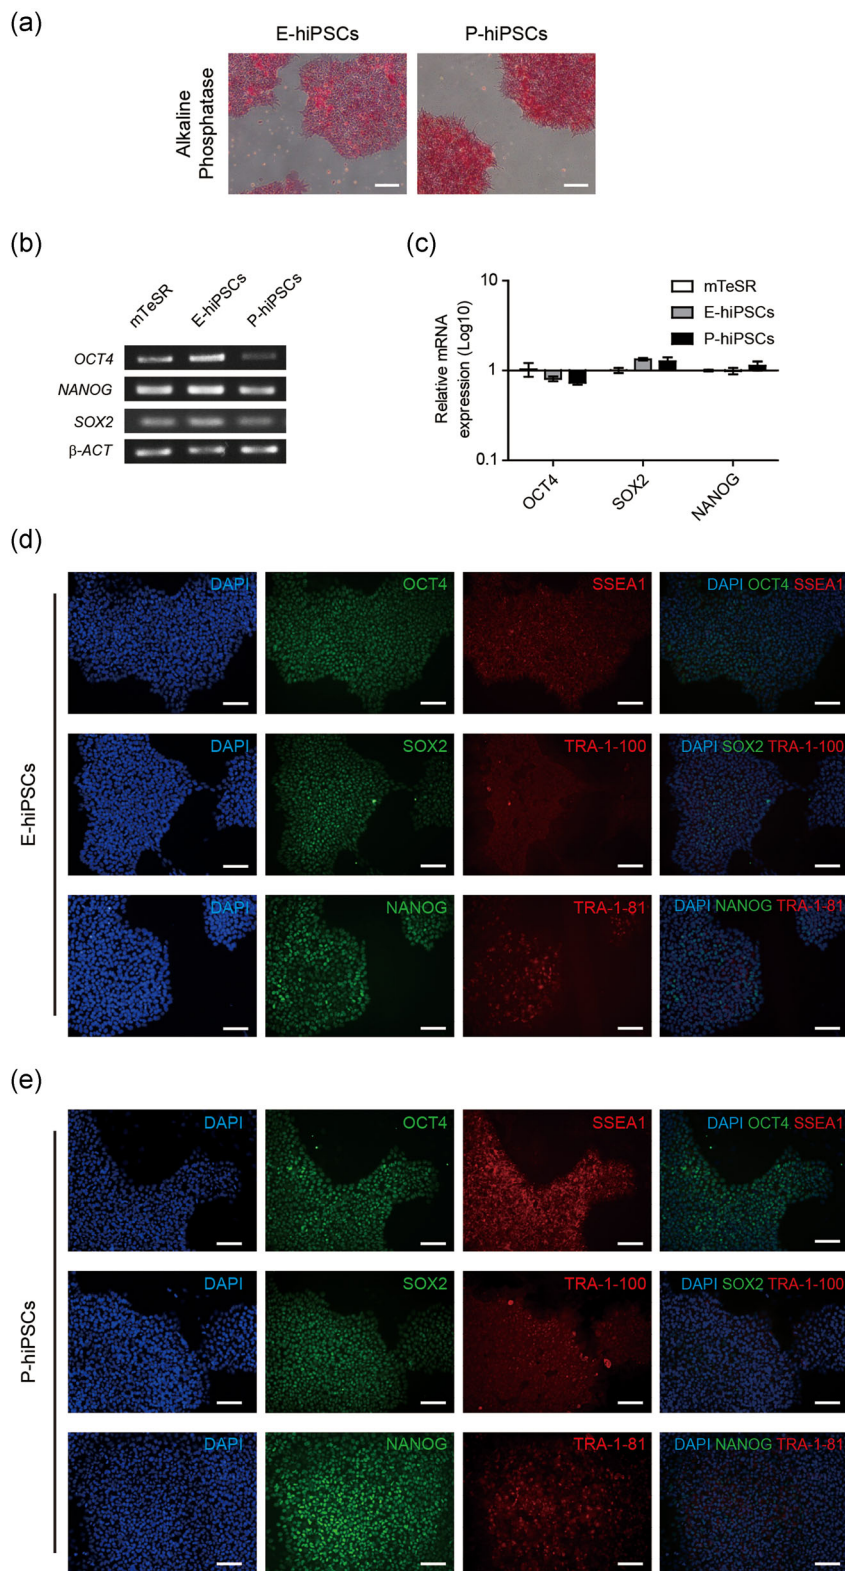 (a)
E-hiPSCs
P-hiPSCs
Alkaline
Phosphatase
(b)
mTeSR
E-hiPSCs
P-hiPSCs
OCT4
NANOG
SOX2
β-ACT
(c)
Relative mRNA
expression (Log10)
10
1
0.1
mTeSR
E-hiPSCs
P-hiPSCs
OCT4
SOX2
NANOG
(d)
E-hiPSCs
DAPI
OCT4
SSEA1
DAPI OCT4 SSEA1
DAPI
SOX2
TRA-1-100
DAPI SOX2 TRA-1-100
DAPI
NANOG
TRA-1-81
DAPI NANOG TRA-1-81
(e)
P-hiPSCs
DAPI
OCT4
SSEA1
DAPI OCT4 SSEA1
DAPI
SOX2
TRA-1-100
DAPI SOX2 TRA-1-100
DAPI
NANOG
TRA-1-81
DAPI NANOG TRA-1-81